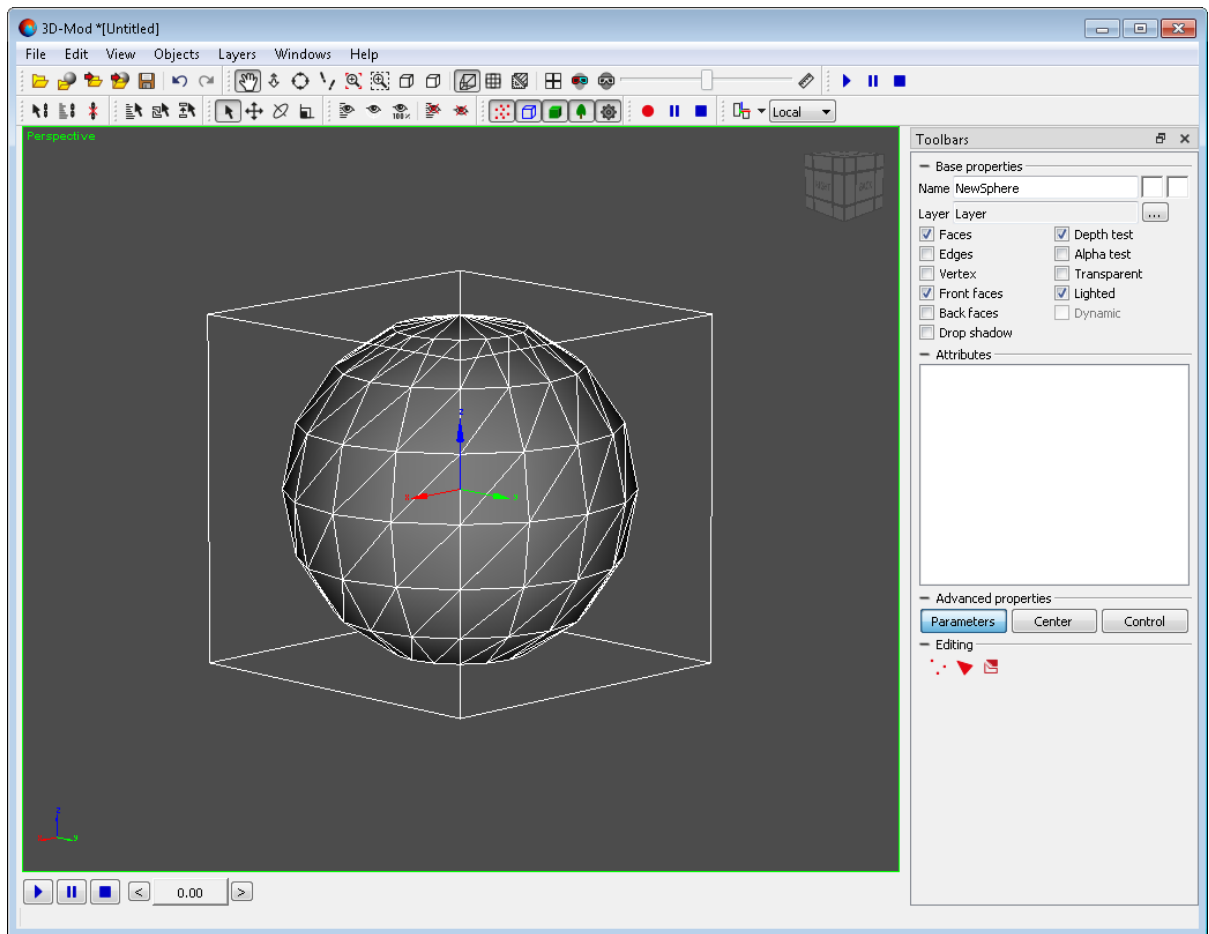 3D-Mod *[Untitled]
File Edit View Objects Layers Windows Help
100%
Local
Perspective
BACK
z
x y
z
x y
0.00
Toolbars
Base properties
Name NewSphere
Layer Layer ...
Faces Depth test
Edges Alpha test
Vertex Transparent
Front faces Lighted
Back faces Dynamic
Drop shadow
Attributes
Advanced properties
Parameters Center Control
Editing